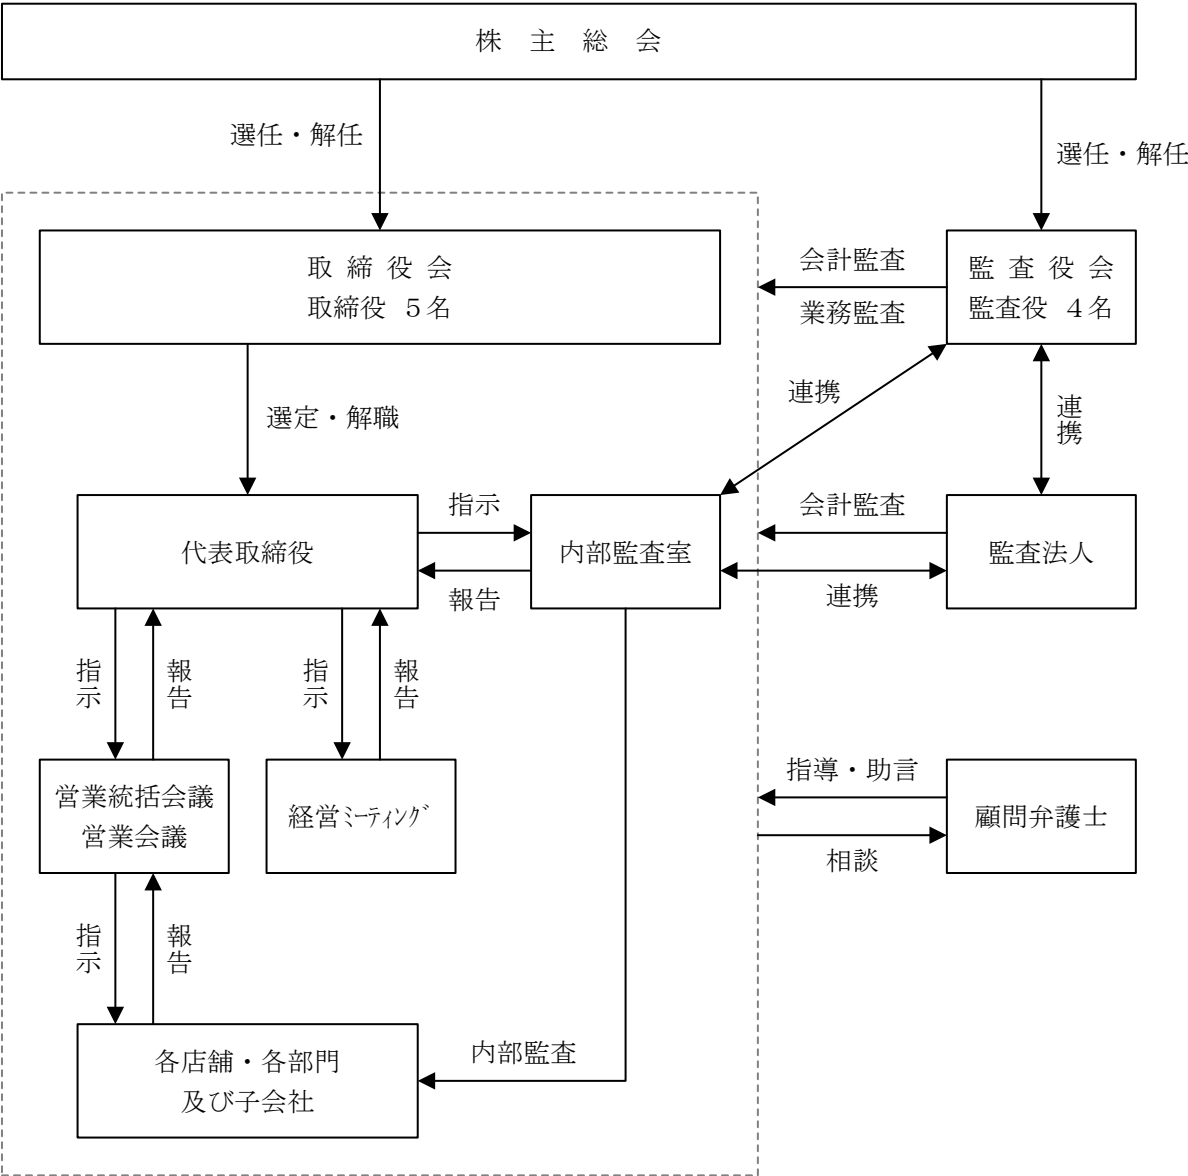 株 主 総 会
選任・解任
選任・解任
取 締 役 会
取締役 5名
会計監査
業務監査
監 査 役 会
監査役 4名
連携
連携
選定・解職
代表取締役
指示
報告
内部監査室
会計監査
連携
監査法人
指示
報告
指示
報告
営業統括会議
営業会議
経営ﾐｰﾃｨﾝｸﾞ
指導・助言
相談
顧問弁護士
指示
報告
各店舗・各部門
及び子会社
内部監査